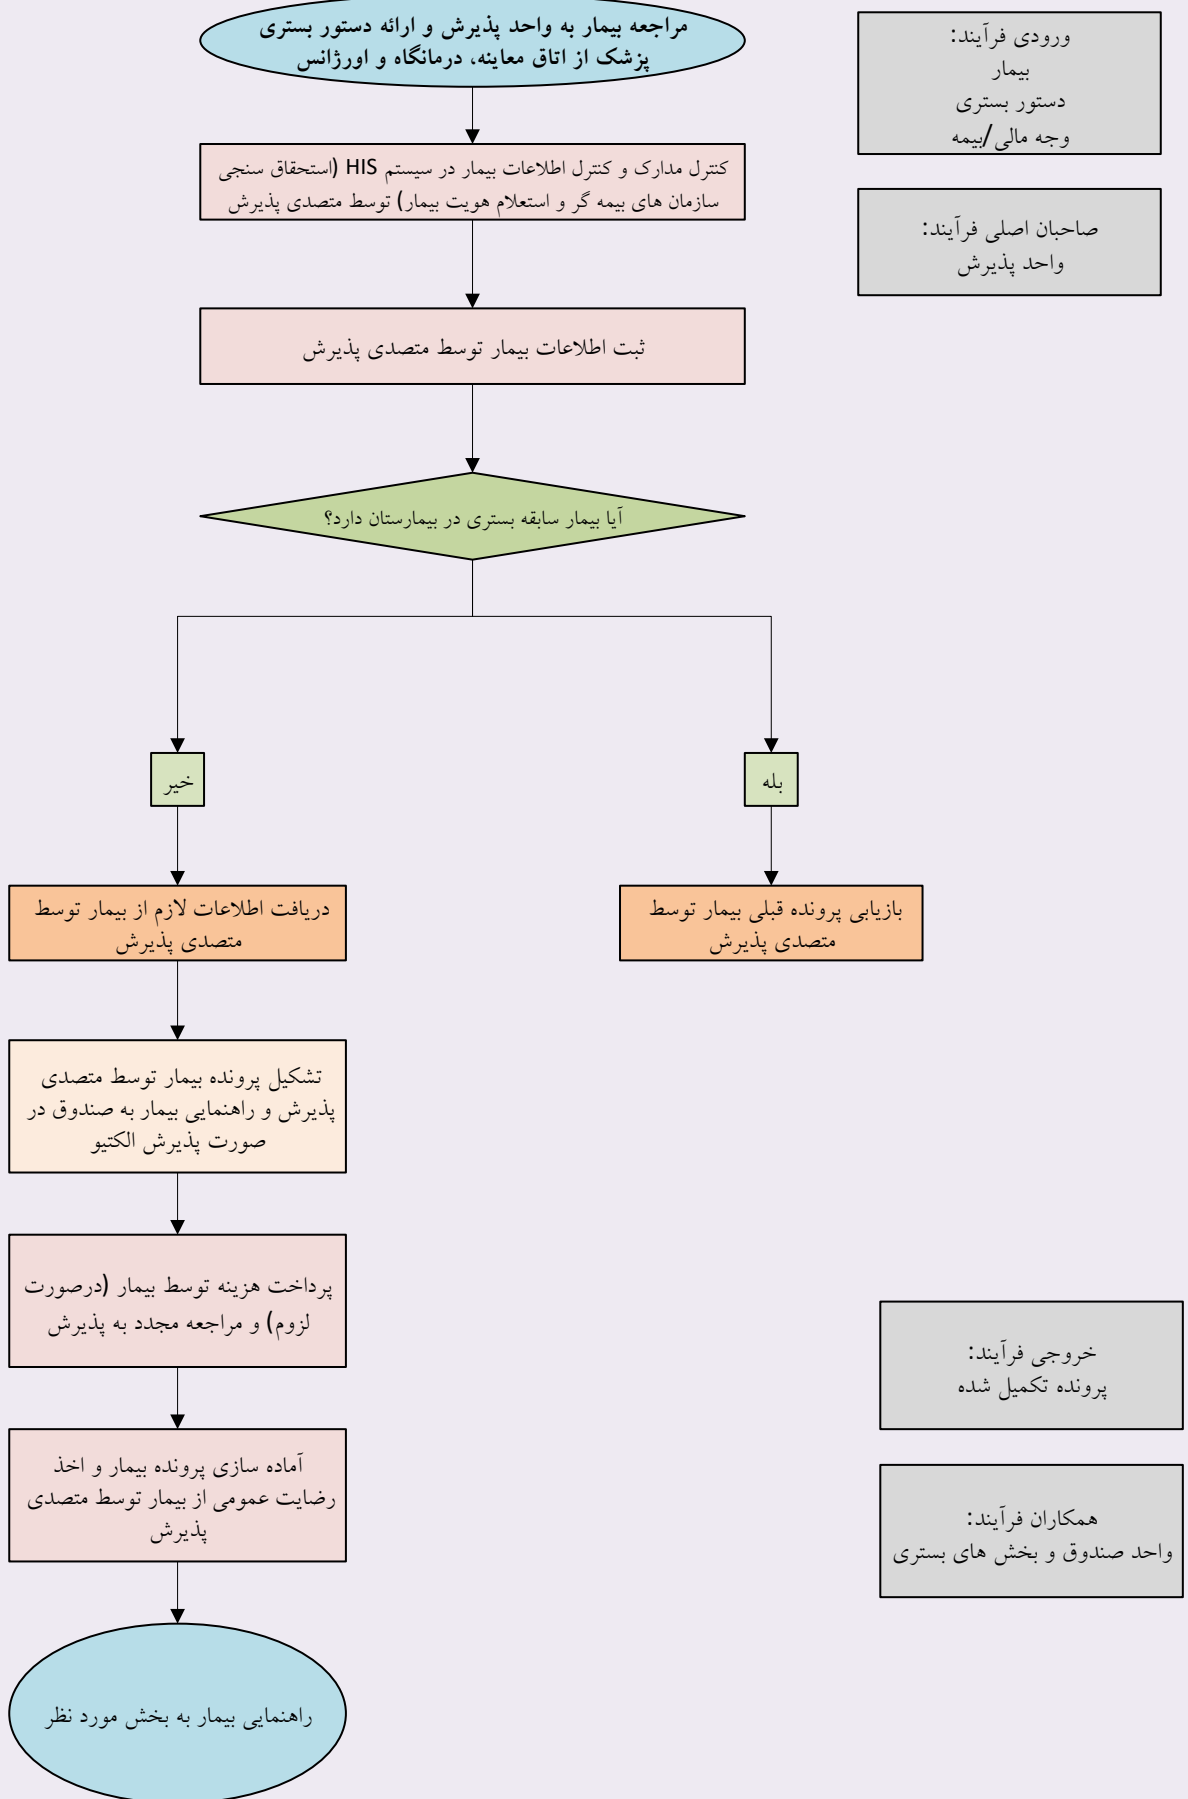 مراجعه بیمار به واحد پذیرش و ارائه دستور بستری
پزشک از اتاق معاینه، درمانگاه و اورژانس
ورودی فرآیند:
بیمار
دستور بستری
وجه مالی/بیمه
کنترل مدارک و کنترل اطلاعات بیمار در سیستم HIS (استحقاق سنجی
سازمان های بیمه گر و استعلام هویت بیمار) توسط متصدی پذیرش
صاحبان اصلی فرآیند:
واحد پذیرش
ثبت اطلاعات بیمار توسط متصدی پذیرش
آیا بیمار سابقه بستری در بیمارستان دارد؟
بله
خیر
بازیابی پرونده قبلی بیمار توسط
متصدی پذیرش
دریافت اطلاعات لازم از بیمار توسط
متصدی پذیرش
تشکیل پرونده بیمار توسط متصدی
پذیرش و راهنمایی بیمار به صندوق در
صورت پذیرش الکتیو
پرداخت هزینه توسط بیمار (درصورت
لزوم) و مراجعه مجدد به پذیرش
خروجی فرآیند:
پرونده تکمیل شده
آماده سازی پرونده بیمار و اخذ
رضایت عمومی از بیمار توسط متصدی
پذیرش
همکاران فرآیند:
واحد صندوق و بخش های بستری
راهنمایی بیمار به بخش مورد نظر